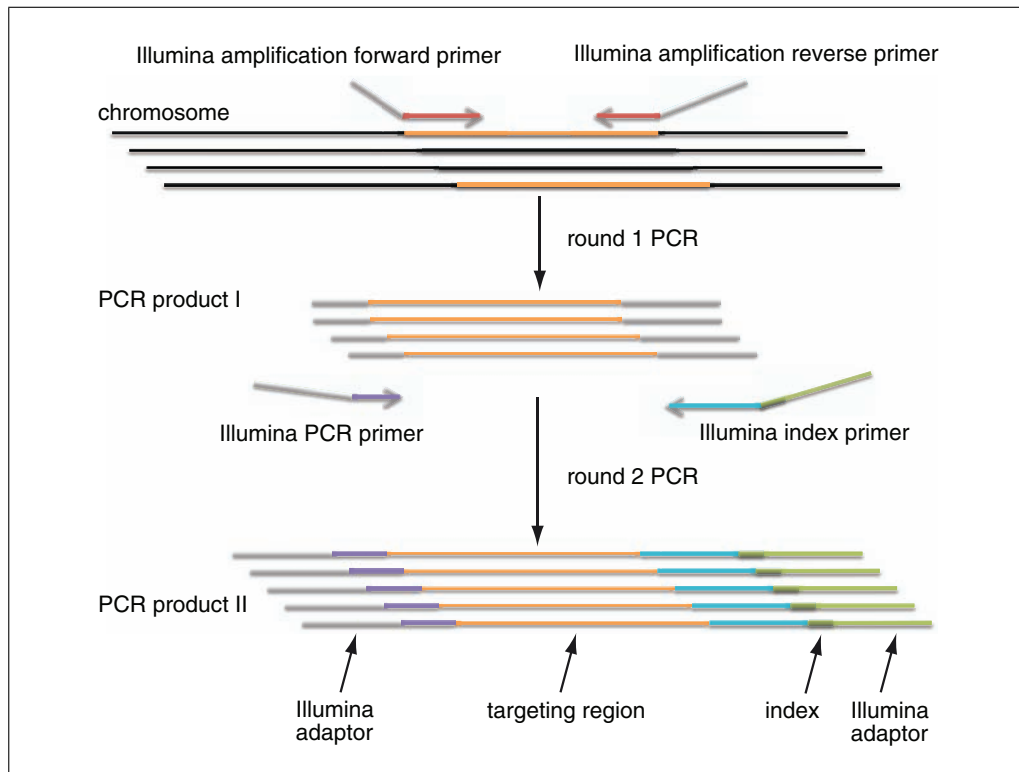 Illumina amplification forward primer
Illumina amplification reverse primer
chromosome
round 1 PCR
PCR product I
Illumina PCR primer
Illumina index primer
round 2 PCR
PCR product II
Illumina
adaptor
targeting region
index
Illumina
adaptor